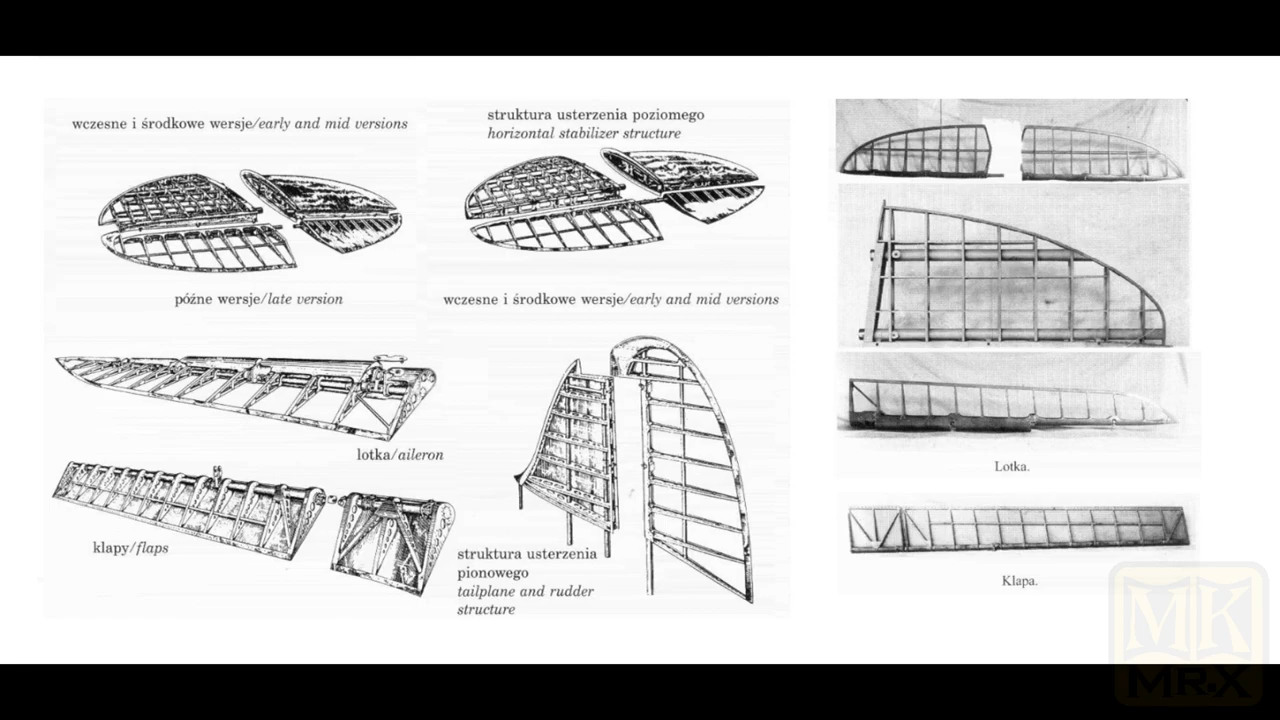 wczesne i środkowe wersje/early and mid versions
struktura usterzenia poziomego
horizontal stabilizer structure
późne wersje/late version
wczesne i środkowe wersje/early and mid versions
lotka/aileron
klapy/flaps
struktura usterzenia
pionowego
tailplane and rudder
structure
Lotka.
Klapa.
MK
MR.X